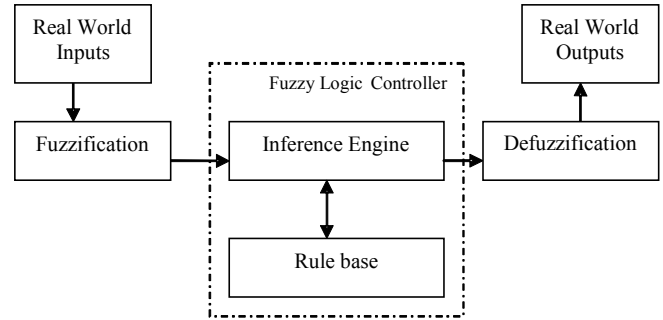 Real World
Inputs
Real World
Outputs
Fuzzy Logic Controller
Fuzzification
Inference Engine
Defuzzification
Rule base